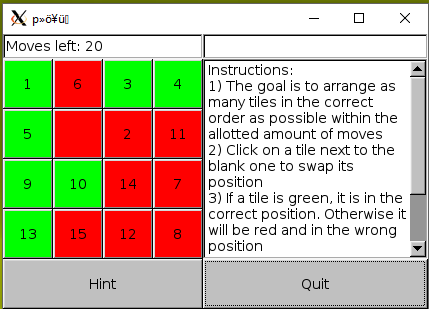 Moves left: 20
1 6 3 4
5 2 11
9 10 14 7
13 15 12 8
Instructions:
1) The goal is to arrange as
many tiles in the correct
order as possible within the
allotted amount of moves
2) Click on a tile next to the
blank one to swap its
position
3) If a tile is green, it is in the
correct position. Otherwise it
will be red and in the wrong
position
Hint
Quit